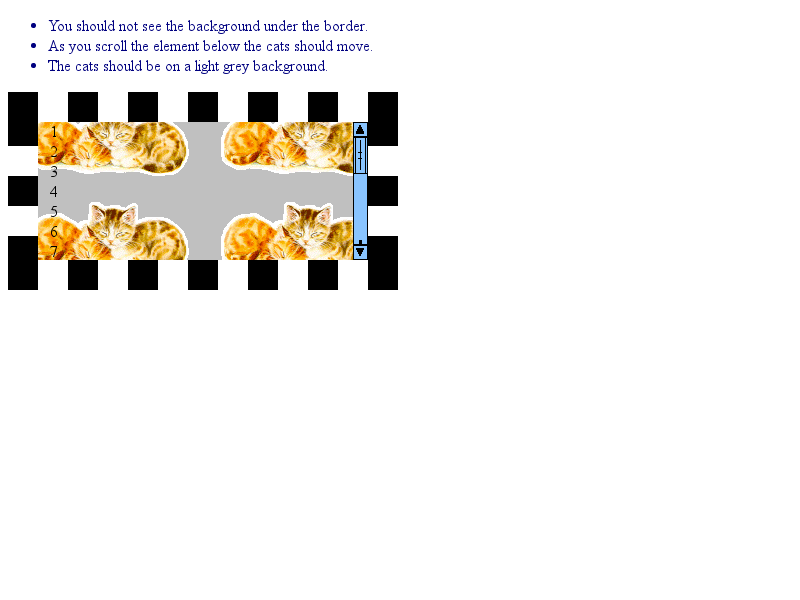 You should not see the background under the border.
As you scroll the element below the cats should move.
The cats should be on a light grey background.
1
2
3
4
5
6
7